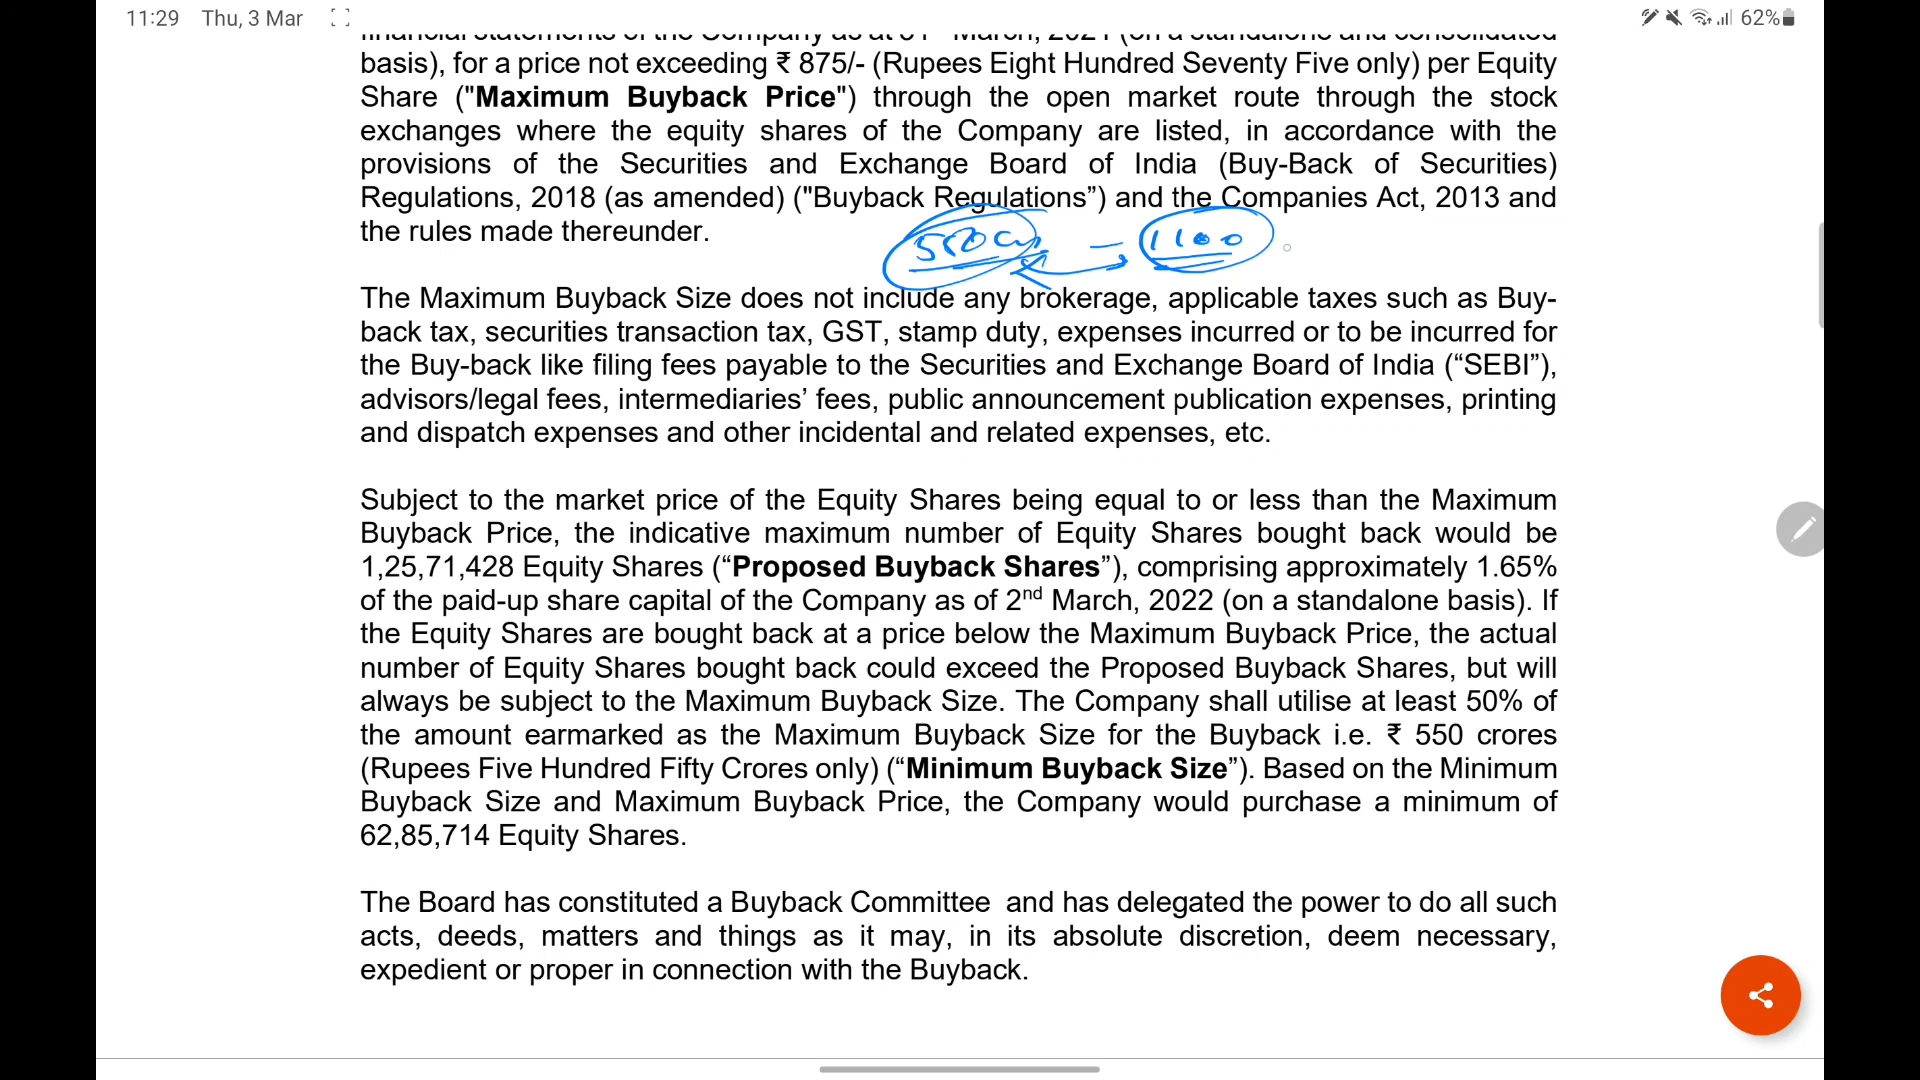 11:29 Thu, 3 Mar 62%
financial statements of the Company as at 31 March, 2021 (on a standalone and consolidated
basis), for a price not exceeding ₹ 875/- (Rupees Eight Hundred Seventy Five only) per Equity
Share ("Maximum Buyback Price") through the open market route through the stock
exchanges where the equity shares of the Company are listed, in accordance with the
provisions of the Securities and Exchange Board of India (Buy-Back of Securities)
Regulations, 2018 (as amended) ("Buyback Regulations”) and the Companies Act, 2013 and
the rules made thereunder.
550 Cr. – 1100
The Maximum Buyback Size does not include any brokerage, applicable taxes such as Buy-
back tax, securities transaction tax, GST, stamp duty, expenses incurred or to be incurred for
the Buy-back like filing fees payable to the Securities and Exchange Board of India (“SEBI”),
advisors/legal fees, intermediaries’ fees, public announcement publication expenses, printing
and dispatch expenses and other incidental and related expenses, etc.
Subject to the market price of the Equity Shares being equal to or less than the Maximum
Buyback Price, the indicative maximum number of Equity Shares bought back would be
1,25,71,428 Equity Shares (“Proposed Buyback Shares”), comprising approximately 1.65%
of the paid-up share capital of the Company as of 2nd March, 2022 (on a standalone basis). If
the Equity Shares are bought back at a price below the Maximum Buyback Price, the actual
number of Equity Shares bought back could exceed the Proposed Buyback Shares, but will
always be subject to the Maximum Buyback Size. The Company shall utilise at least 50% of
the amount earmarked as the Maximum Buyback Size for the Buyback i.e. ₹ 550 crores
(Rupees Five Hundred Fifty Crores only) (“Minimum Buyback Size”). Based on the Minimum
Buyback Size and Maximum Buyback Price, the Company would purchase a minimum of
62,85,714 Equity Shares.
The Board has constituted a Buyback Committee and has delegated the power to do all such
acts, deeds, matters and things as it may, in its absolute discretion, deem necessary,
expedient or proper in connection with the Buyback.